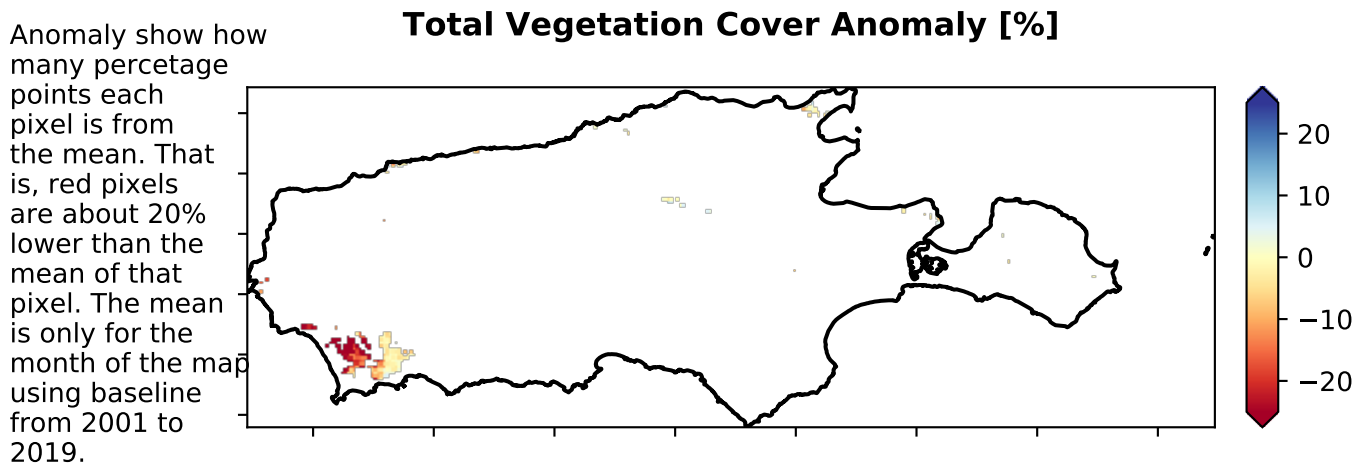 Total Vegetation Cover Anomaly [%]
Anomaly show how
many percetage
points each
pixel is from
the mean. That
is, red pixels
are about 20%
lower than the
mean of that
pixel. The mean
is only for the
month of the map
using baseline
from 2001 to
2019.
20
10
0
−10
−20